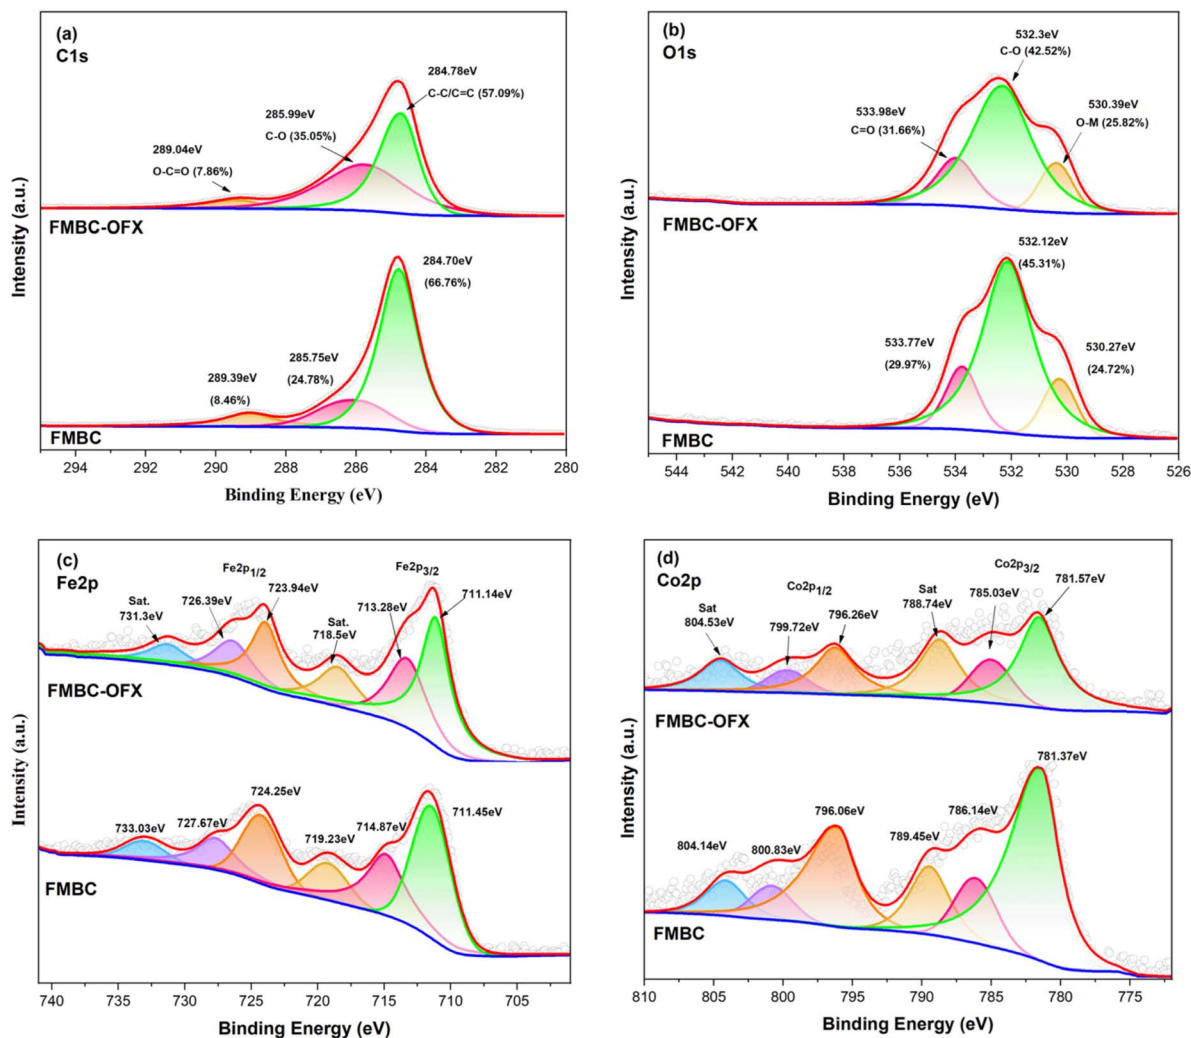 (a)
C1s
284.78eV
C-C/C=C (57.09%)
285.99eV
C-O (35.05%)
289.04eV
O-C=O (7.86%)
FMBC-OFX
284.70eV
(66.76%)
285.75eV
(24.78%)
289.39eV
(8.46%)
FMBC
Intensity (a.u.)
294 292 290 288 286 284 282 280
Binding Energy (eV)
(b)
O1s
532.3eV
C-O (42.52%)
533.98eV
C=O (31.66%)
530.39eV
O-M (25.82%)
FMBC-OFX
532.12eV
(45.31%)
533.77eV
(29.97%)
530.27eV
(24.72%)
FMBC
Intensity (a.u.)
544 542 540 538 536 534 532 530 528 526
Binding Energy (eV)
(c)
Fe2p
Fe2p1/2
Fe2p3/2
Sat.
731.3eV
726.39eV
723.94eV
Sat.
718.5eV
713.28eV
711.14eV
FMBC-OFX
733.03eV
727.67eV
724.25eV
719.23eV
714.87eV
711.45eV
FMBC
Intensity (a.u.)
740 735 730 725 720 715 710 705
Binding Energy (eV)
(d)
Co2p
Co2p1/2
Co2p3/2
Sat
804.53eV
799.72eV
796.26eV
Sat
788.74eV
785.03eV
781.57eV
FMBC-OFX
804.14eV
800.83eV
796.06eV
789.45eV
786.14eV
781.37eV
FMBC
Intensity (a.u.)
810 805 800 795 790 785 780 775
Binding Energy (eV)